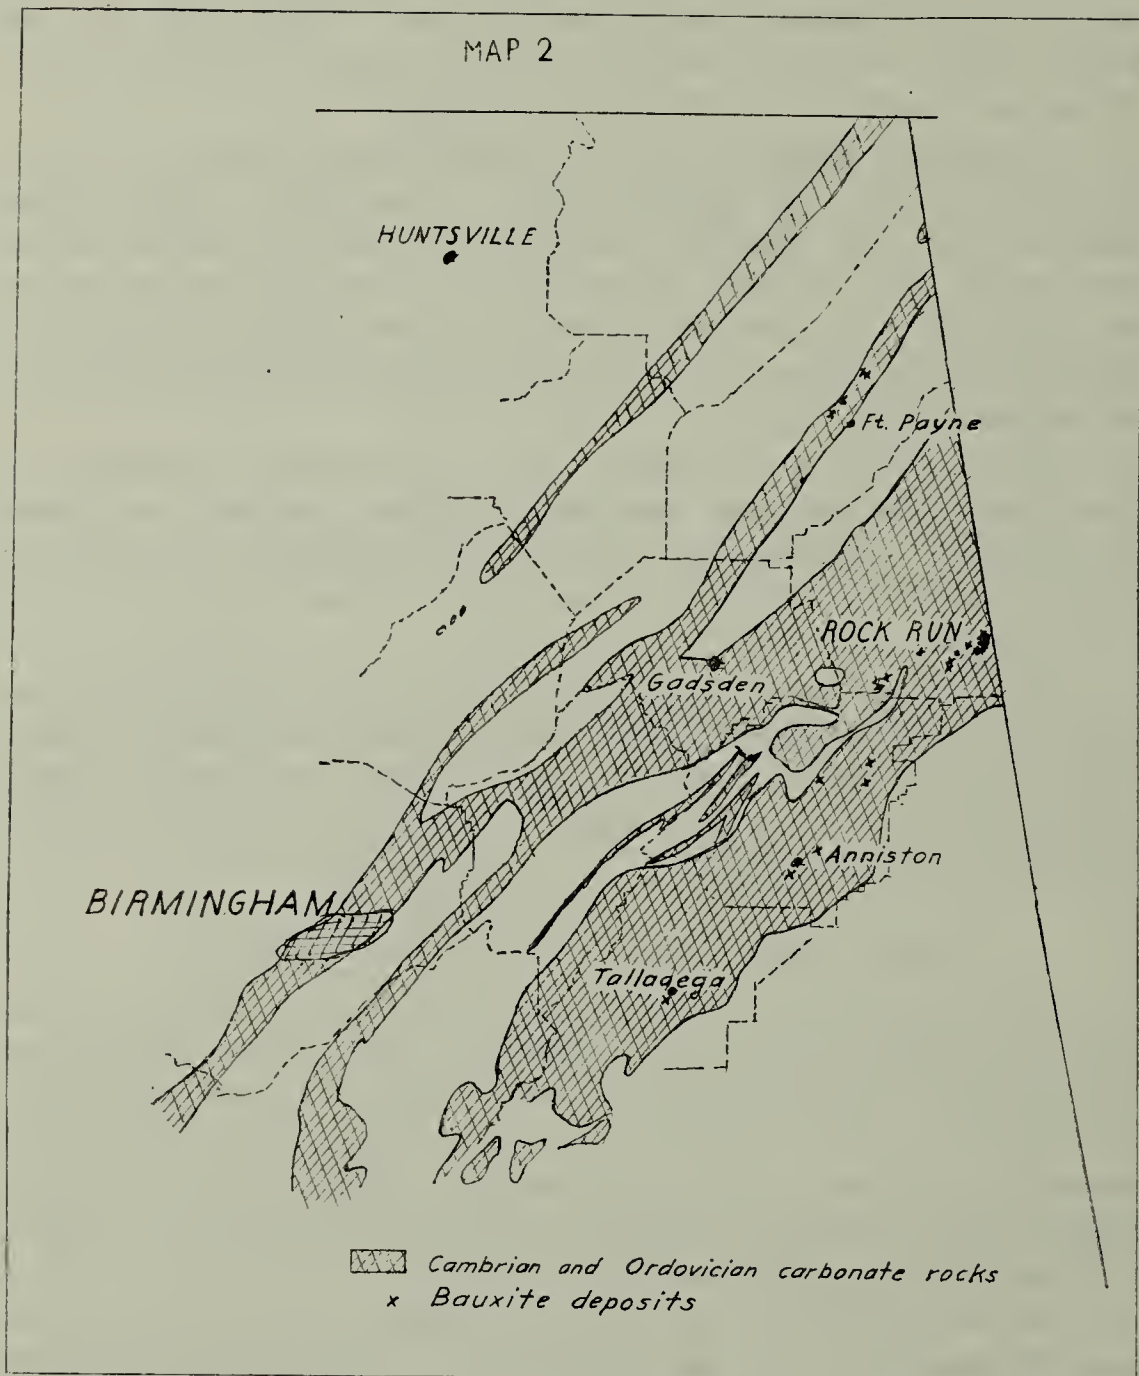 MAP 2
HUNTSVILLE
Ft. Payne
ROCK RUN
Gadsden
Anniston
BIRMINGHAM
Talladega
Cambrian and Ordovician carbonate rocks
x Bauxite deposits